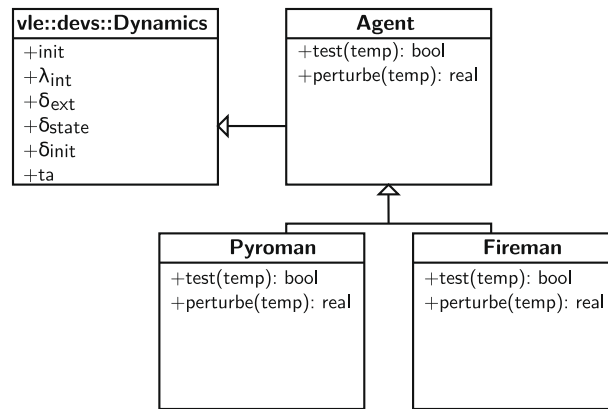 vle::devs::Dynamics
+init
+λint
+δext
+δstate
+δinit
+ta
Agent
+test(temp): bool
+perturbe(temp): real
Pyroman
+test(temp): bool
+perturbe(temp): real
Fireman
+test(temp): bool
+perturbe(temp): real